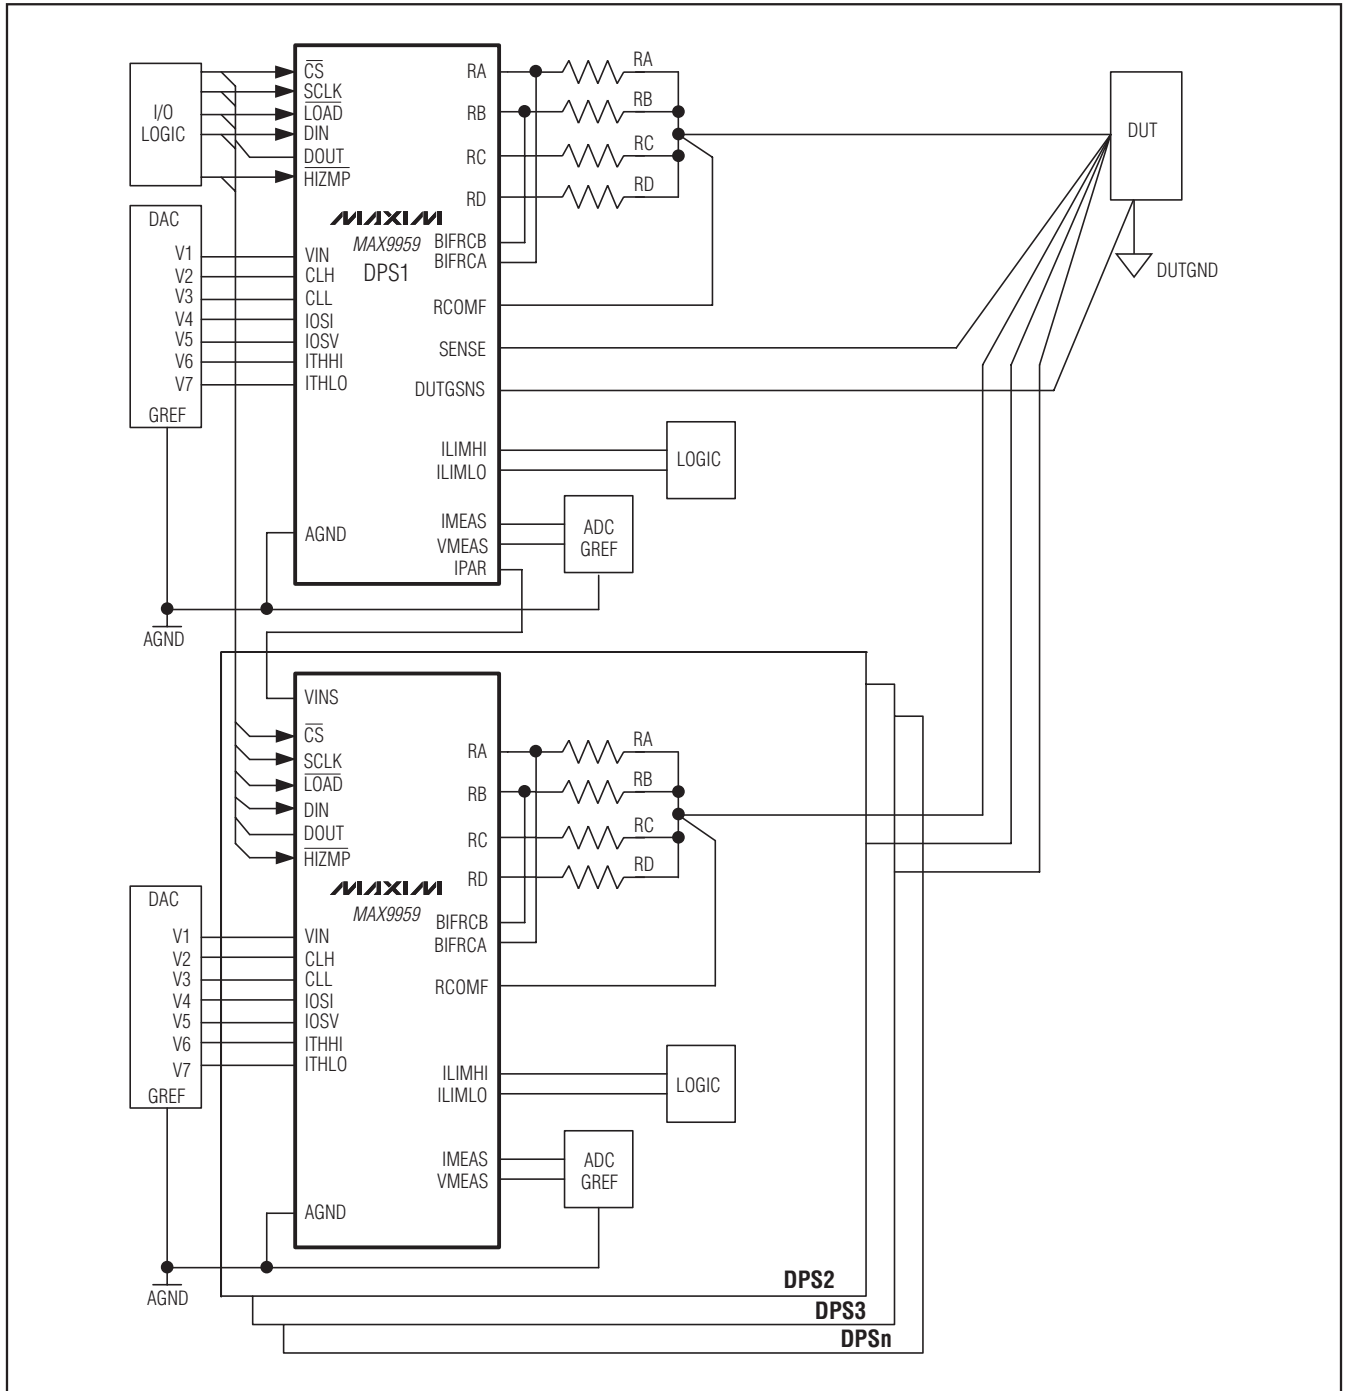 I/O
LOGIC
CS
SCLK
LOAD
DIN
DOUT
HIZMP
MAXIM
MAX9959
DPS1
RA
RB
RC
RD
BIFRCB
BIFRCA
RCOMF
SENSE
DUTGSNS
ILIMHI
ILIMLO
IMEAS
VMEAS
IPAR
RA
RB
RC
RD
DUT
DUTGND
DAC
V1
V2
V3
V4
V5
V6
V7
GREF
VIN
CLH
CLL
IOSI
IOSV
ITHHI
ITHLO
AGND
LOGIC
ADC
GREF
AGND
VINS
CS
SCLK
LOAD
DIN
DOUT
HIZMP
MAXIM
MAX9959
RA
RB
RC
RD
BIFRCB
BIFRCA
RCOMF
ILIMHI
ILIMLO
IMEAS
VMEAS
RA
RB
RC
RD
DAC
V1
V2
V3
V4
V5
V6
V7
GREF
VIN
CLH
CLL
IOSI
IOSV
ITHHI
ITHLO
AGND
LOGIC
ADC
GREF
AGND
DPS2
DPS3
DPSn